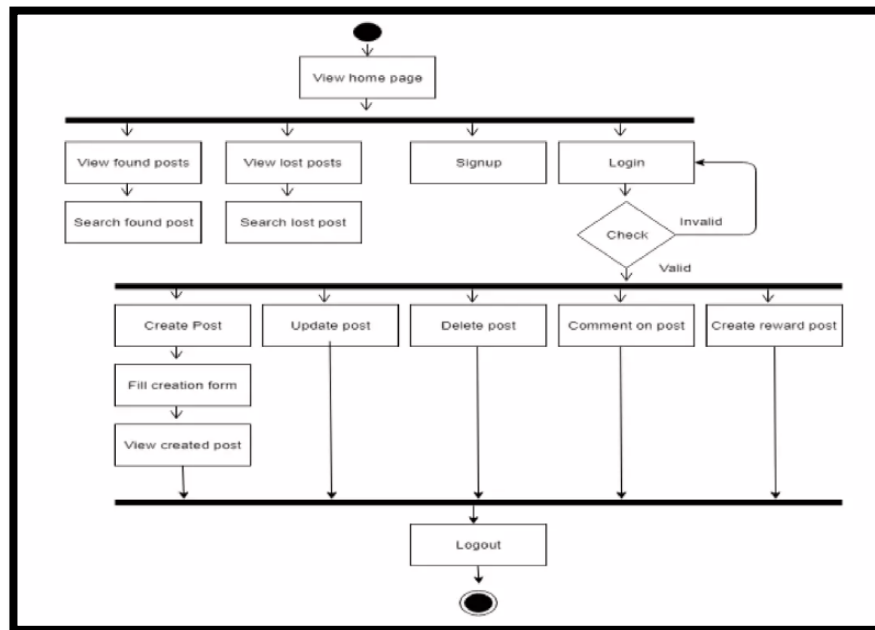 View home page
View found posts
View lost posts
Signup
Login
Search found post
Search lost post
Check
Invalid
Valid
Create Post
Update post
Delete post
Comment on post
Create reward post
Fill creation form
View created post
Logout